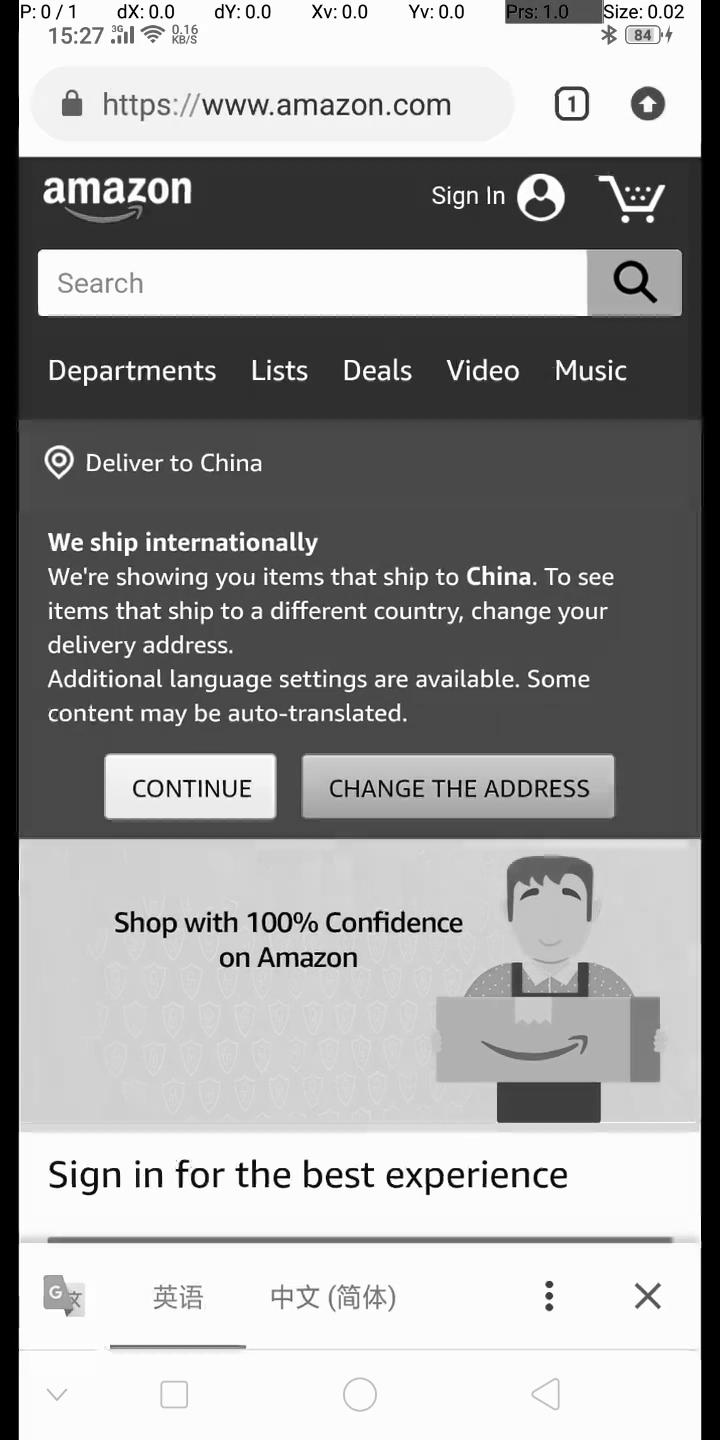 P: 0 / 1 dX: 0.0 dY: 0.0 Xv: 0.0 Yv: 0.0 Prs: 1.0 Size: 0.02
15:27 3G 0.16 KB/S 84
https://www.amazon.com 1
amazon Sign In
Search
Departments Lists Deals Video Music
Deliver to China
We ship internationally
We're showing you items that ship to China. To see
items that ship to a different country, change your
delivery address.
Additional language settings are available. Some
content may be auto-translated.
CONTINUE CHANGE THE ADDRESS
Shop with 100% Confidence
on Amazon
Sign in for the best experience
G 文 英语 中文 (简体)